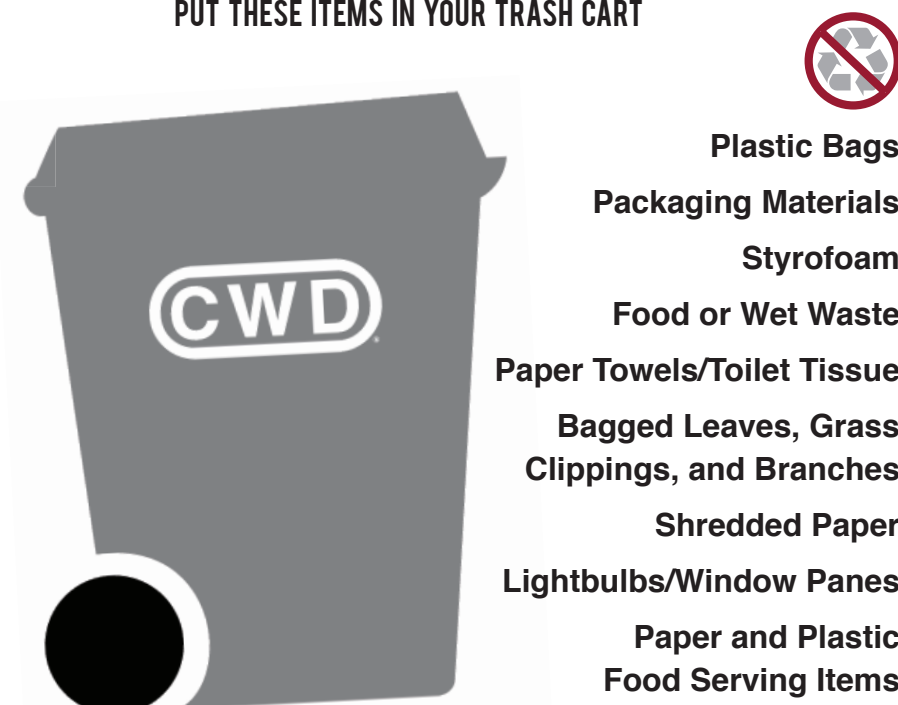 PUT THESE ITEMS IN YOUR TRASH CART
Plastic Bags
Packaging Materials
Styrofoam
Food or Wet Waste
Paper Towels/Toilet Tissue
Bagged Leaves, Grass
Clippings, and Branches
Shredded Paper
Lightbulbs/Window Panes
Paper and Plastic
Food Serving Items
CWD